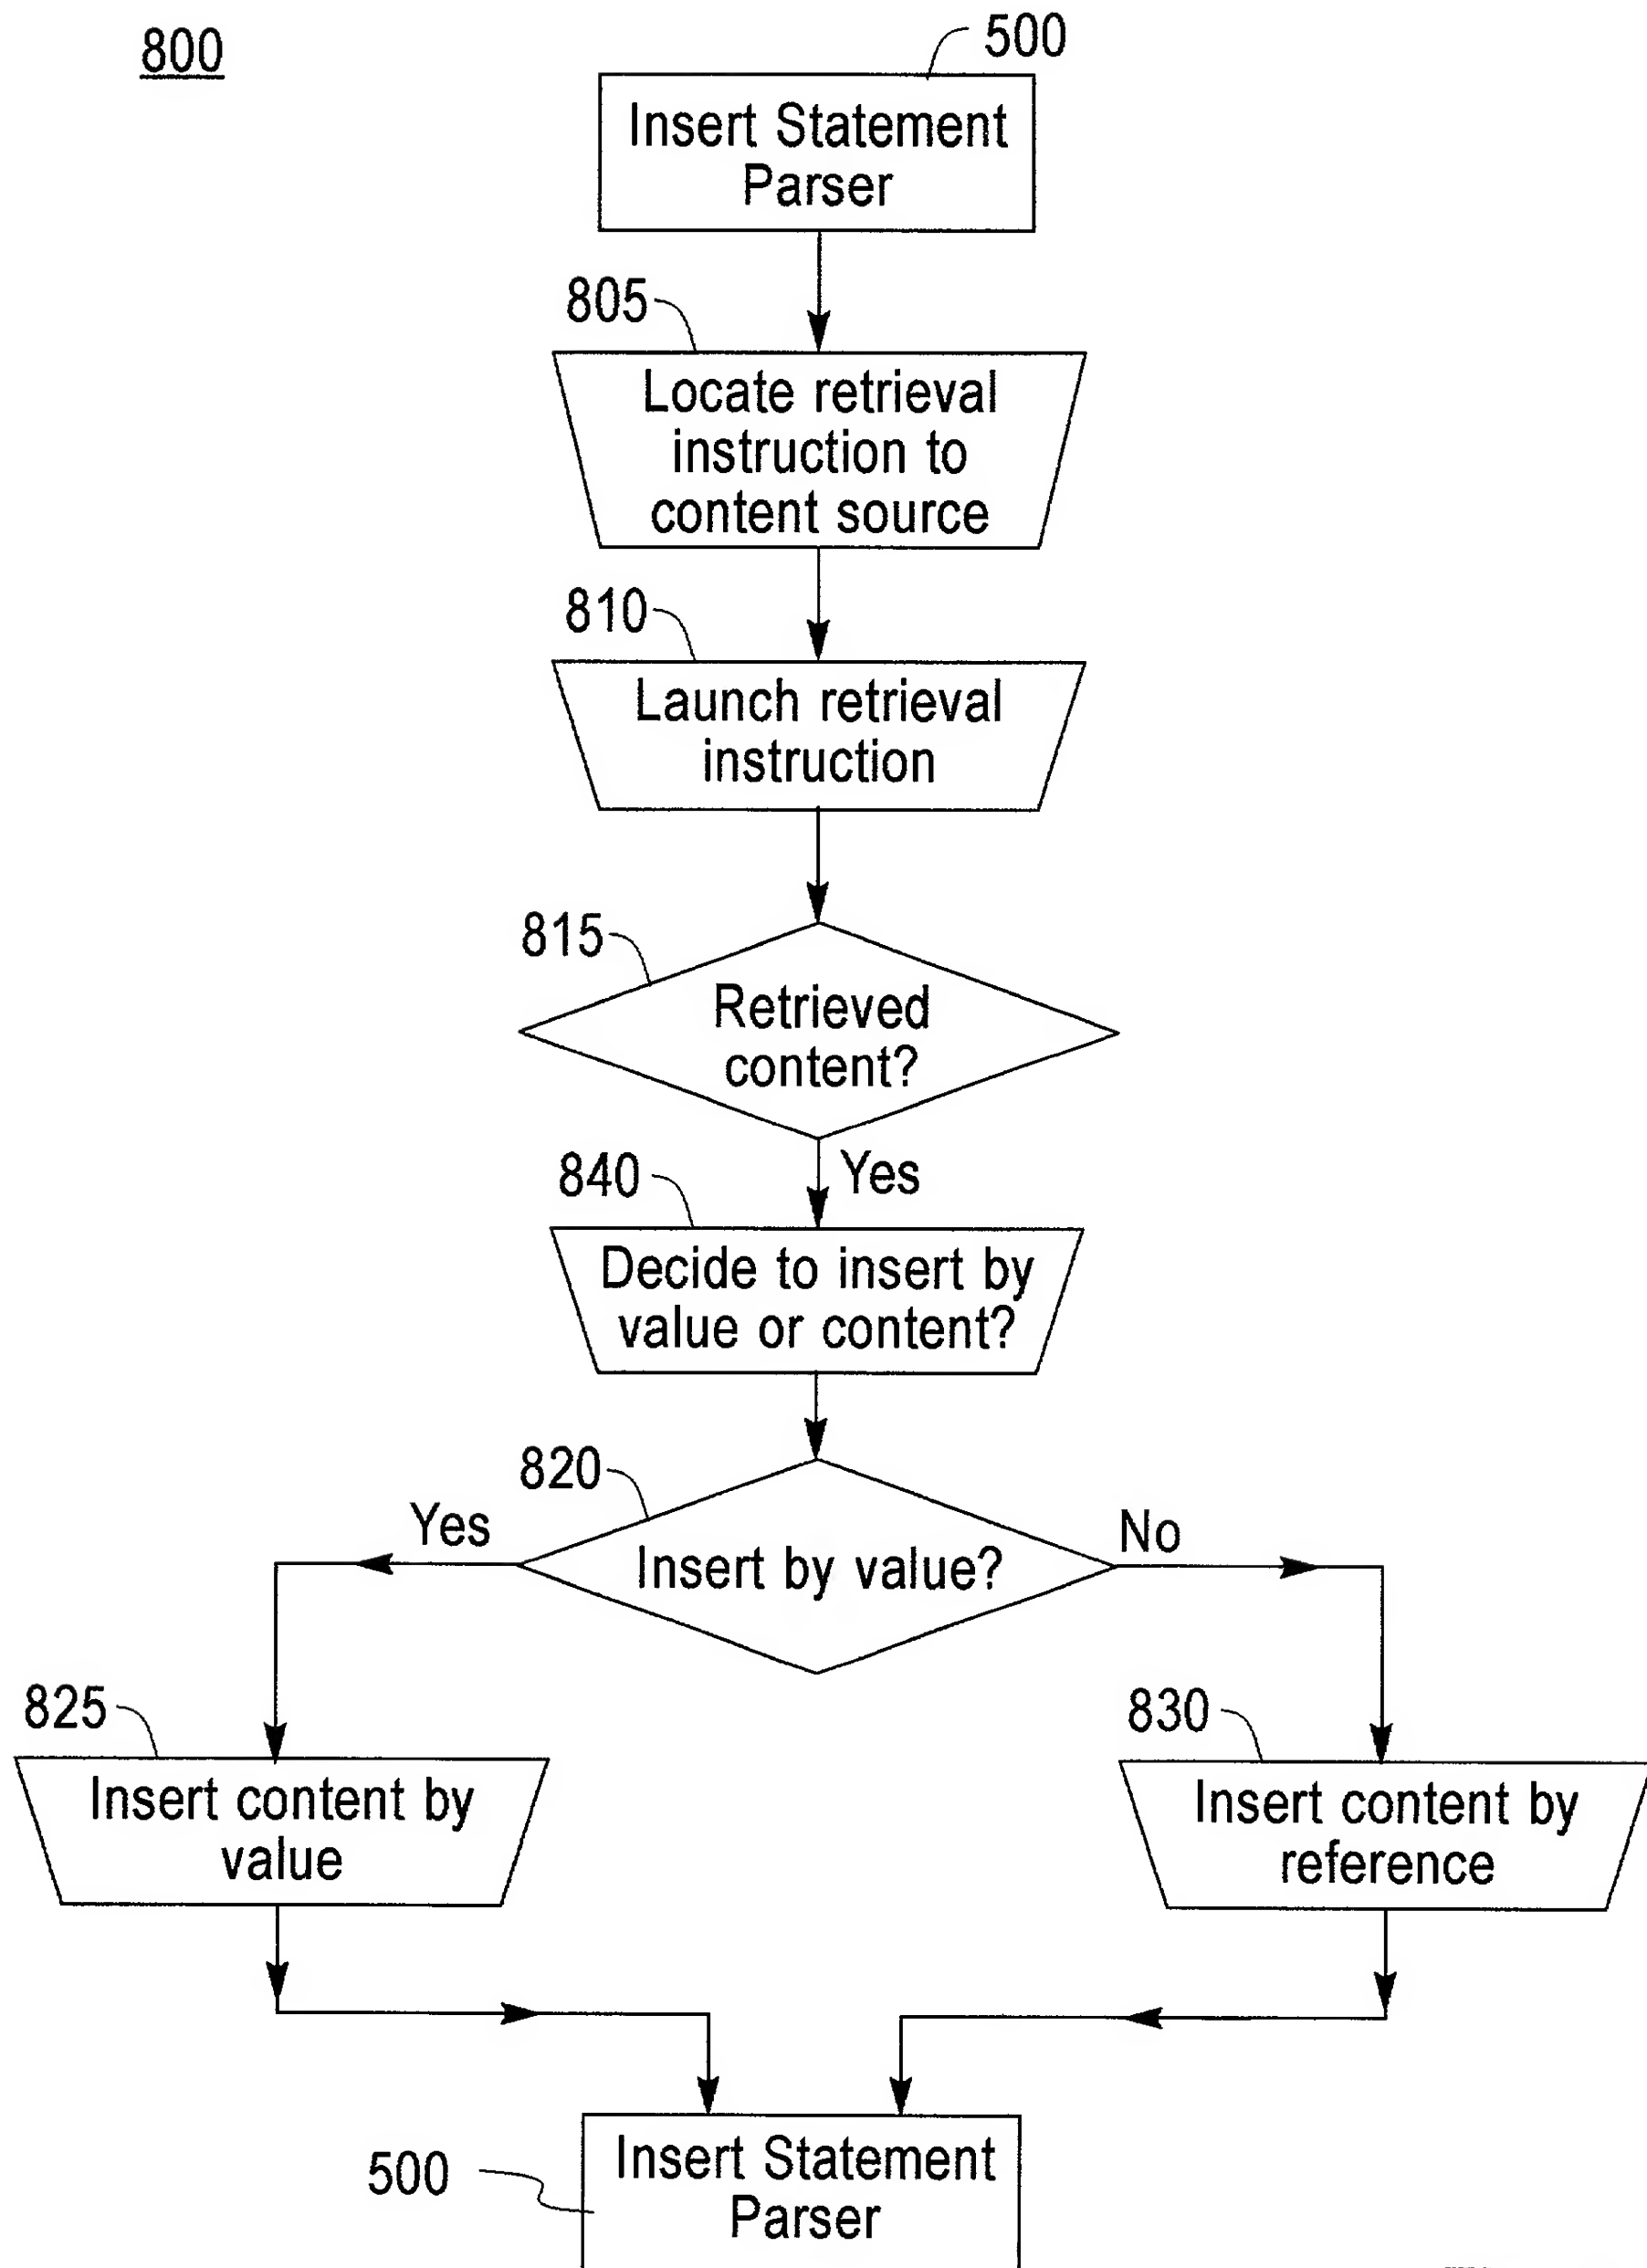 800
500
Insert Statement
Parser
805
Locate retrieval
instruction to
content source
810
Launch retrieval
instruction
815
Retrieved
content?
Yes
840
Decide to insert by
value or content?
820
Yes
No
Insert by value?
825
Insert content by
value
830
Insert content by
reference
500
Insert Statement
Parser